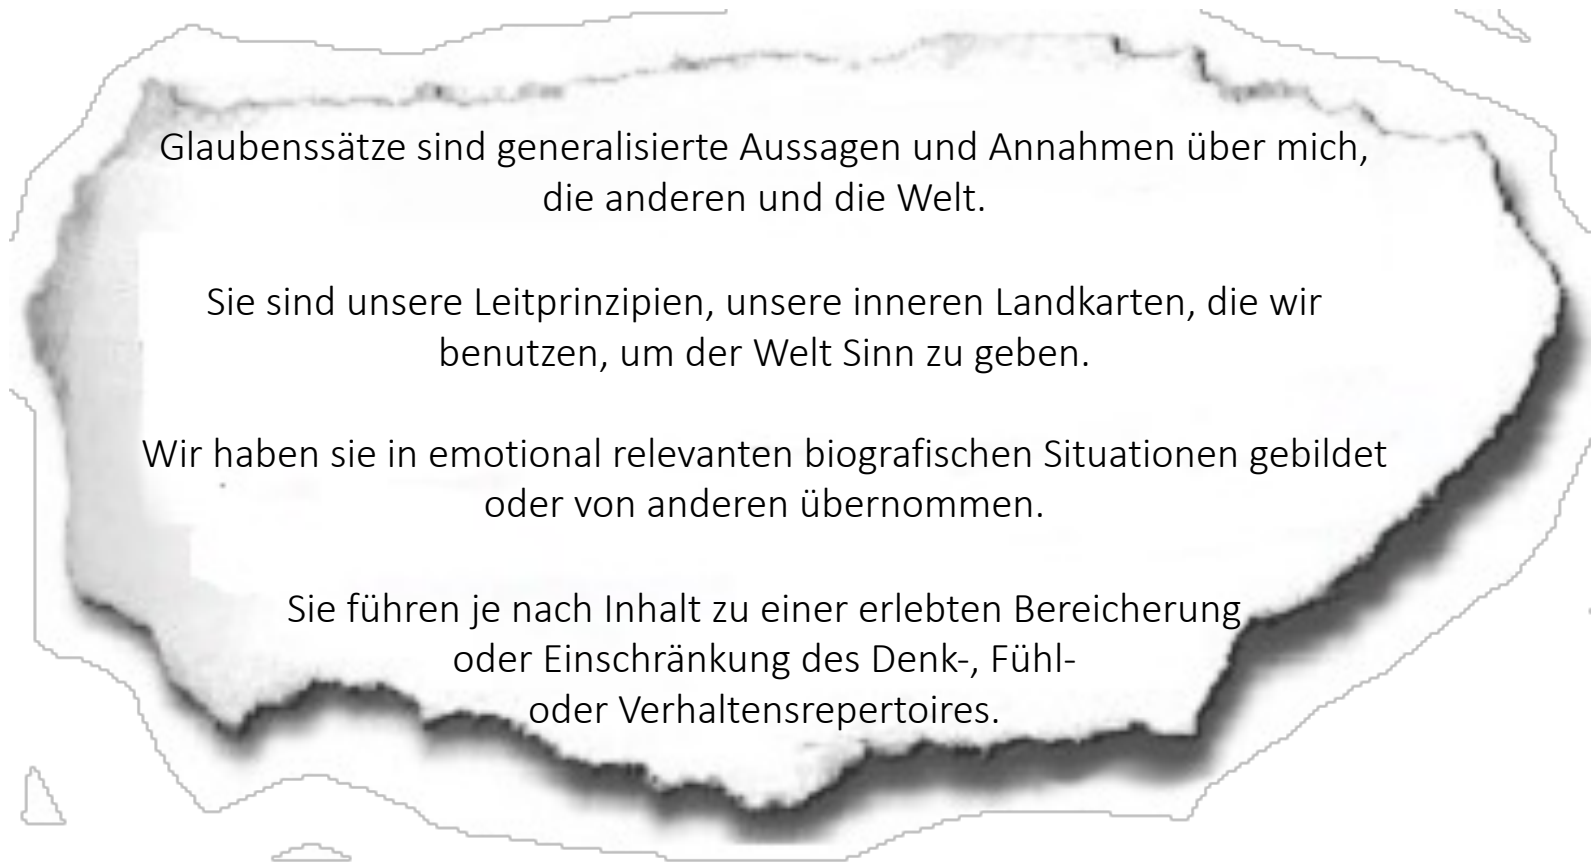 Glaubenssätze sind generalisierte Aussagen und Annahmen über mich,
die anderen und die Welt.
Sie sind unsere Leitprinzipien, unsere inneren Landkarten, die wir
benutzen, um der Welt Sinn zu geben.
Wir haben sie in emotional relevanten biografischen Situationen gebildet
oder von anderen übernommen.
Sie führen je nach Inhalt zu einer erlebten Bereicherung
oder Einschränkung des Denk-, Fühl-
oder Verhaltensrepertoires.